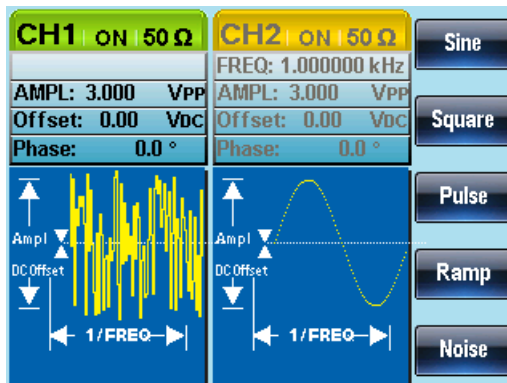 CH1 ON 50 Ω
AMPL: 3.000 VPP
Offset: 0.00 VDC
Phase: 0.0 °
Ampl
DC Offset
1/FREQ
CH2 ON 50 Ω
FREQ: 1.000000 kHz
AMPL: 3.000 VPP
Offset: 0.00 VDC
Phase: 0.0 °
Ampl
DC Offset
1/FREQ
Sine
Square
Pulse
Ramp
Noise